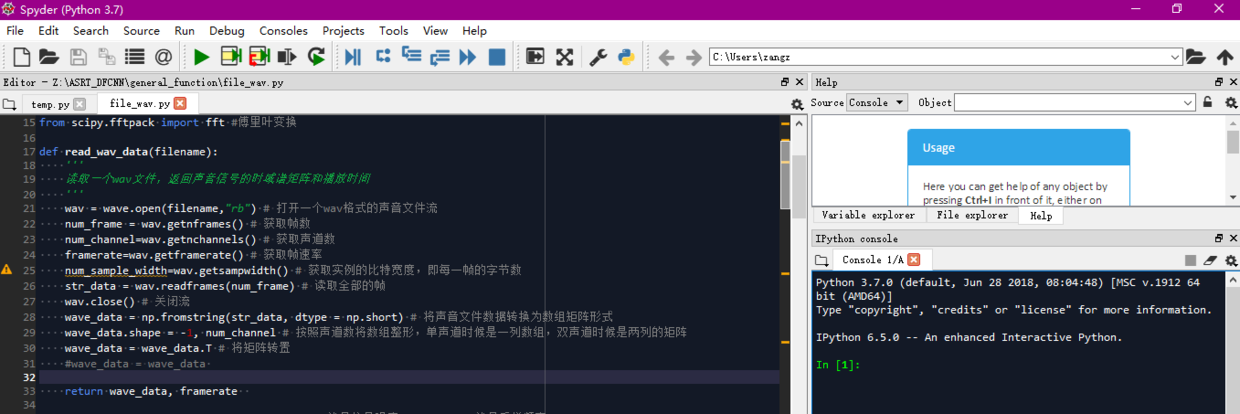 Spyder (Python 3.7)
File Edit Search Source Run Debug Consoles Projects Tools View Help
C:\Users\zangz
Editor - Z:\ASRT_DFCNN\general_function\file_wav.py
temp.py
file_wav.py
15 from scipy.fftpack import fft #傅里叶变换
16
17 def read_wav_data(filename):
18 '''
19 读取一个wav文件，返回声音信号的时域谱矩阵和播放时间
20 '''
21 wav = wave.open(filename,"rb") # 打开一个wav格式的声音文件流
22 num_frame = wav.getnframes() # 获取帧数
23 num_channel=wav.getnchannels() # 获取声道数
24 framerate=wav.getframerate() # 获取帧速率
25 num_sample_width=wav.getsampwidth() # 获取实例的比特宽度，即每一帧的字节数
26 str_data = wav.readframes(num_frame) # 读取全部的帧
27 wav.close() # 关闭流
28 wave_data = np.fromstring(str_data, dtype = np.short) # 将声音文件数据转换为数组矩阵形式
29 wave_data.shape = -1, num_channel # 按照声道数将数组整形，单声道时候是一列数组，双声道时候是两列的矩阵
30 wave_data = wave_data.T # 将矩阵转置
31 #wave_data = wave_data
32
33 return wave_data, framerate
34
Help
Source Console Object
Usage
Here you can get help of any object by
pressing Ctrl+I in front of it, either on
Variable explorer File explorer Help
IPython console
Console 1/A
Python 3.7.0 (default, Jun 28 2018, 08:04:48) [MSC v.1912 64
bit (AMD64)]
Type "copyright", "credits" or "license" for more information.
IPython 6.5.0 -- An enhanced Interactive Python.
In [1]: